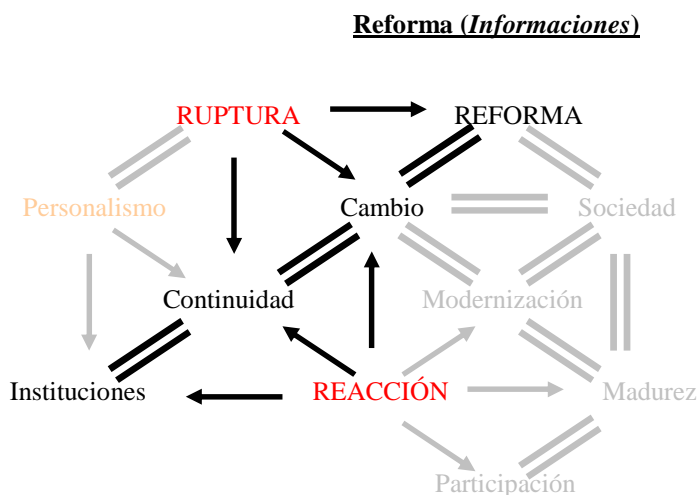 Reforma (Informaciones)
RUPTURA
REFORMA
Personalismo
Cambio
Sociedad
Continuidad
Modernización
Instituciones
REACCIÓN
Madurez
Participación